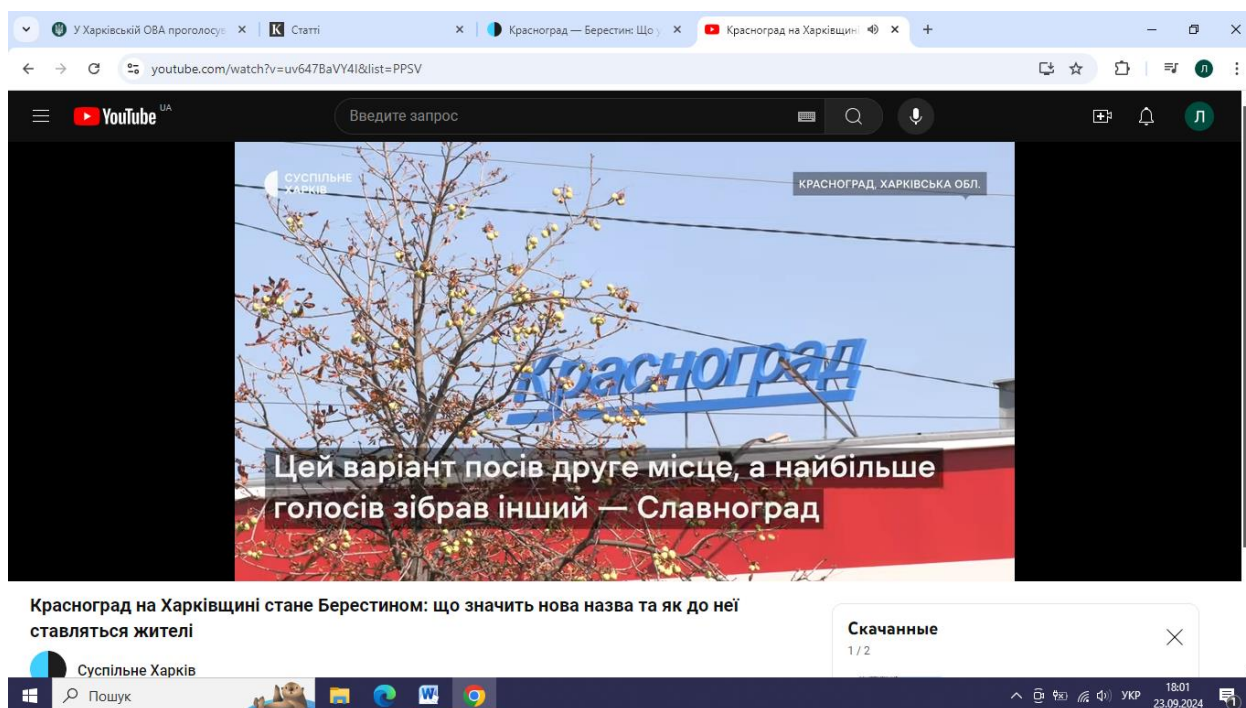 У Харківській ОВА проголосув
Статті
Красноград — Берестин: Що у
Красноград на Харківщині
youtube.com/watch?v=uv647BaVY4I&list=PPSV
Л
YouTube UA
Введите запрос
Л
СУСПІЛЬНЕ
ХАРКІВ
КРАСНОГРАД, ХАРКІВСЬКА ОБЛ.
Красноград
Цей варіант посів друге місце, а найбільше
голосів зібрав інший — Славноград
Красноград на Харківщині стане Берестином: що значить нова назва та як до неї
ставляться жителі
Суспільне Харків
Скачанные
1 / 2
Пошук
УКР
18:01
23.09.2024
1